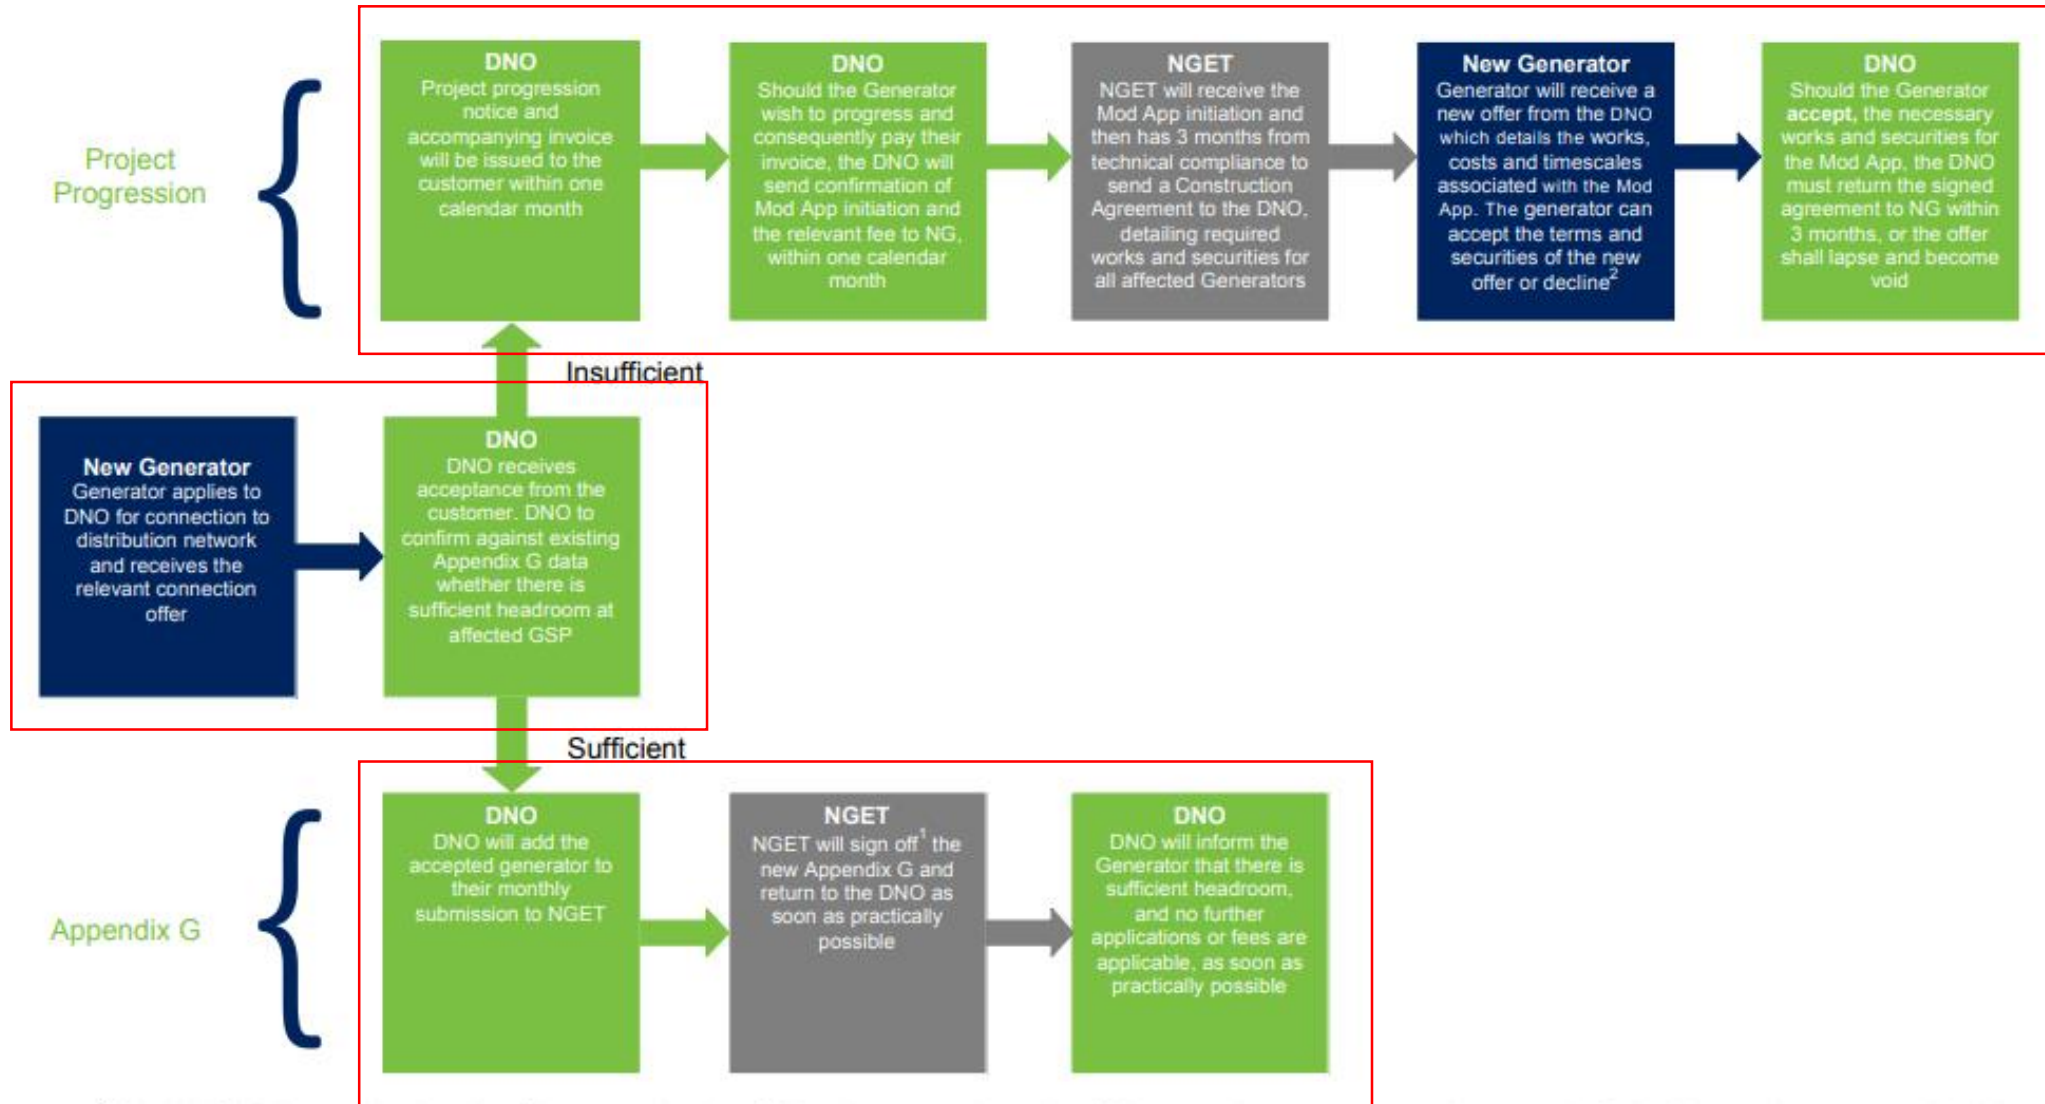 Project
Progression
DNO
Project progression
notice and
accompanying invoice
will be issued to the
customer within one
calendar month
DNO
Should the Generator
wish to progress and
consequently pay their
invoice, the DNO will
send confirmation of
Mod App initiation and
the relevant fee to NG,
within one calendar
month
NGET
NGET will receive the
Mod App initiation and
then has 3 months from
technical compliance to
send a Construction
Agreement to the DNO,
detailing required
works and securities for
all affected Generators
New Generator
Generator will receive a
new offer from the DNO
which details the works,
costs and timescales
associated with the Mod
App. The generator can
accept the terms and
securities of the new
offer or decline2
DNO
Should the Generator
accept, the necessary
works and securities for
the Mod App, the DNO
must return the signed
agreement to NG within
3 months, or the offer
shall lapse and become
void
Insufficient
New Generator
Generator applies to
DNO for connection to
distribution network
and receives the
relevant connection
offer
DNO
DNO receives
acceptance from the
customer. DNO to
confirm against existing
Appendix G data
whether there is
sufficient headroom at
affected GSP
Sufficient
Appendix G
DNO
DNO will add the
accepted generator to
their monthly
submission to NGET
NGET
NGET will sign off1 the
new Appendix G and
return to the DNO as
soon as practically
possible
DNO
DNO will inform the
Generator that there is
sufficient headroom,
and no further
applications or fees are
applicable, as soon as
practically possible